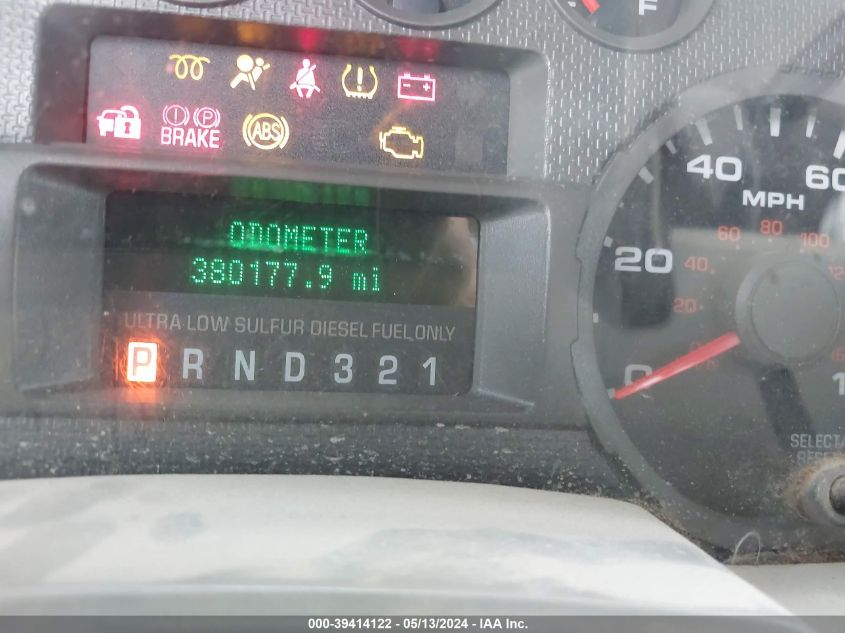 F
BRAKE
ABS
P
ODOMETER
380177.9 mi
ULTRA LOW SULFUR DIESEL FUEL ONLY
P R N D 3 2 1
40 60
MPH
60 80 100
20 40
20
0
000-39414122 - 05/13/2024 - IAA Inc.